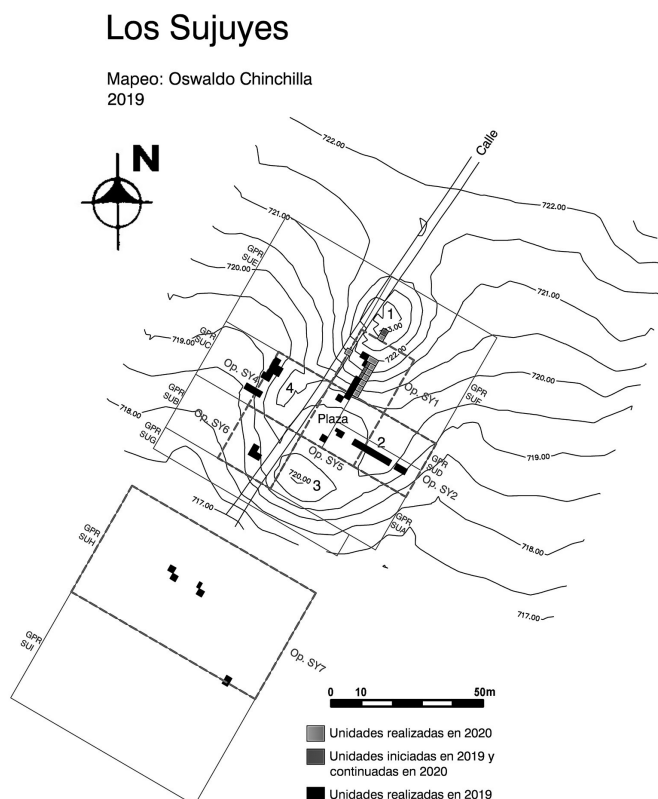 Los Sujuyes
Mapeo: Oswaldo Chinchilla
2019
N
Calle
722.00
722.00
721.00
GPR
SUE
720.00
721.00
1
3.00
722.00
719.00
GPR
SUC
720.00
Op. SY4
4
Op. SY1
GPR
SUF
GPR
SUB
718.00
Op. SY6
Plaza
2
719.00
GPR
SUG
Op. SY5
GPR
SUD
720.00
3
Op. SY2
717.00
GPR
SUA
718.00
GPR
SUH
717.00
GPR
SUI
Op. SY7
0 10 50m
Unidades realizadas en 2020
Unidades iniciadas en 2019 y
continuadas en 2020
Unidades realizadas en 2019